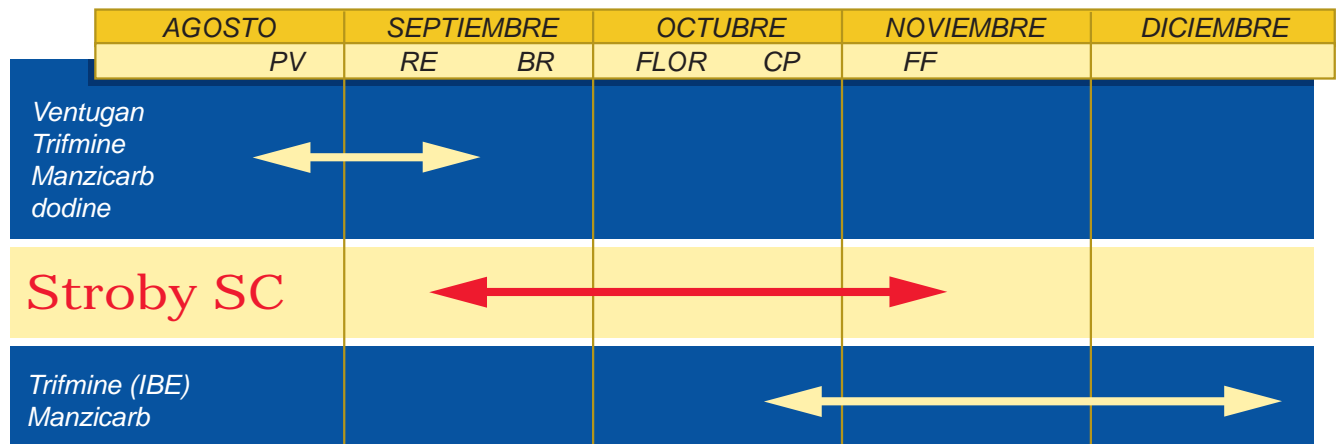 AGOSTO SEPTIEMBRE OCTUBRE NOVIEMBRE DICIEMBRE
PV RE BR FLOR CP FF
Ventugan
Trifmine
Manzicarb
dodine
Stroby SC
Trifmine (IBE)
Manzicarb